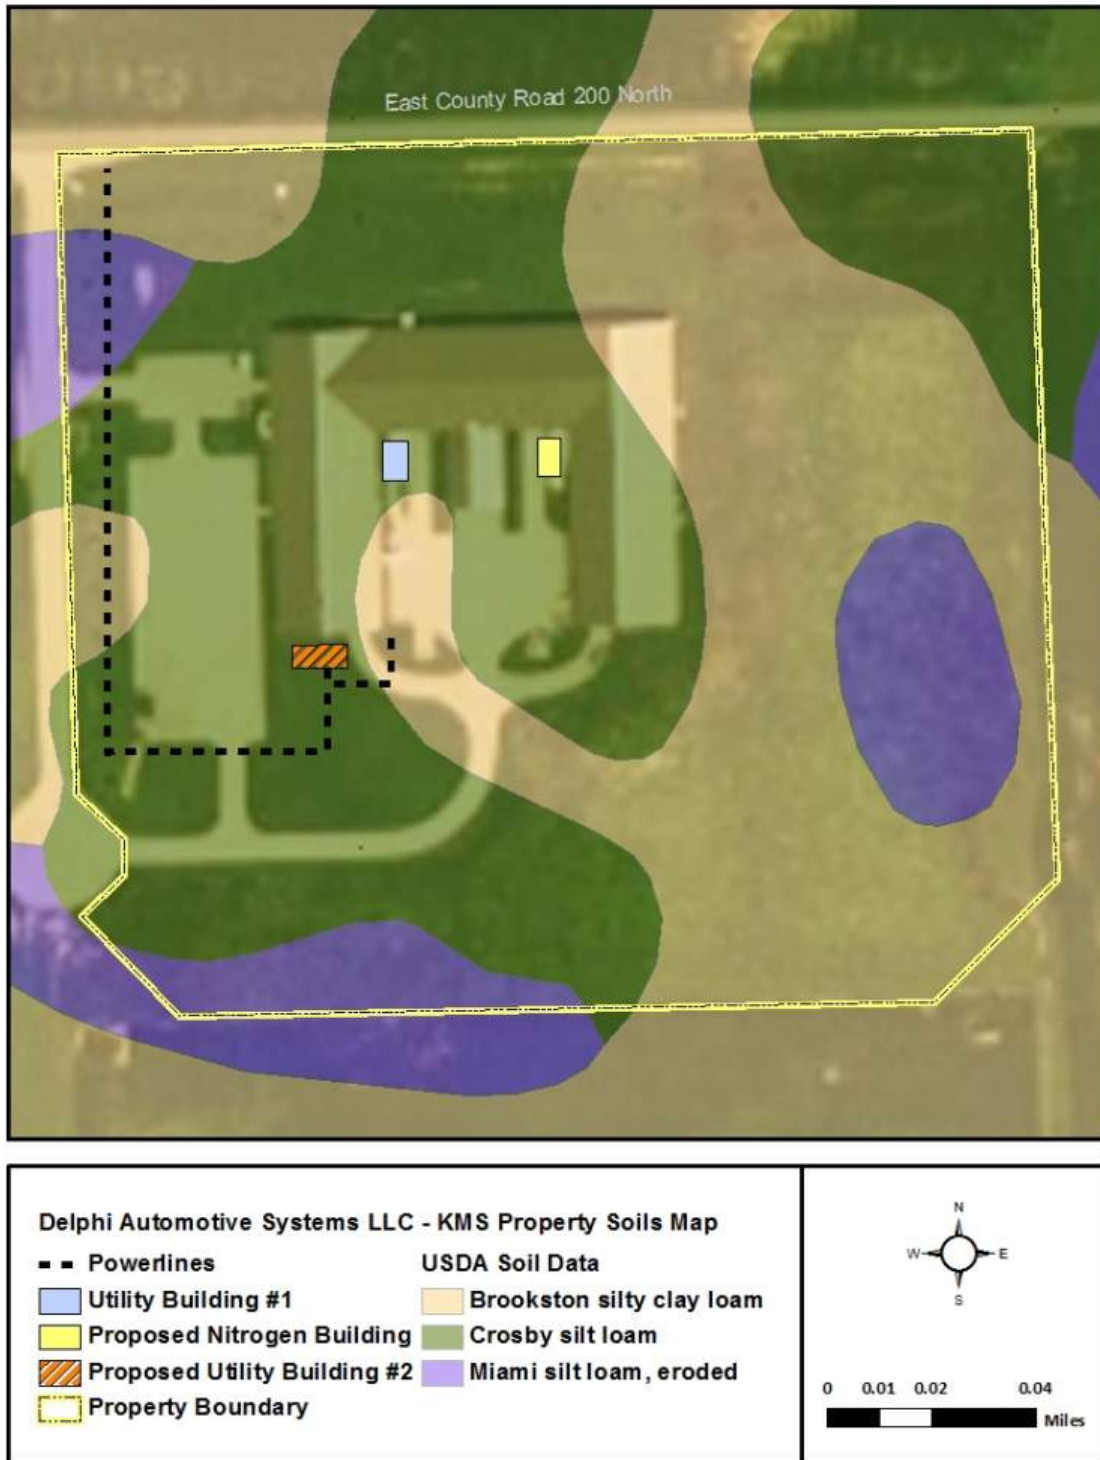 East County Road 200 North
Delphi Automotive Systems LLC - KMS Property Soils Map
Powerlines
Utility Building #1
Proposed Nitrogen Building
Proposed Utility Building #2
Property Boundary
USDA Soil Data
Brookston silty clay loam
Crosby silt loam
Miami silt loam, eroded
N
W E
S
0 0.01 0.02 0.04
Miles